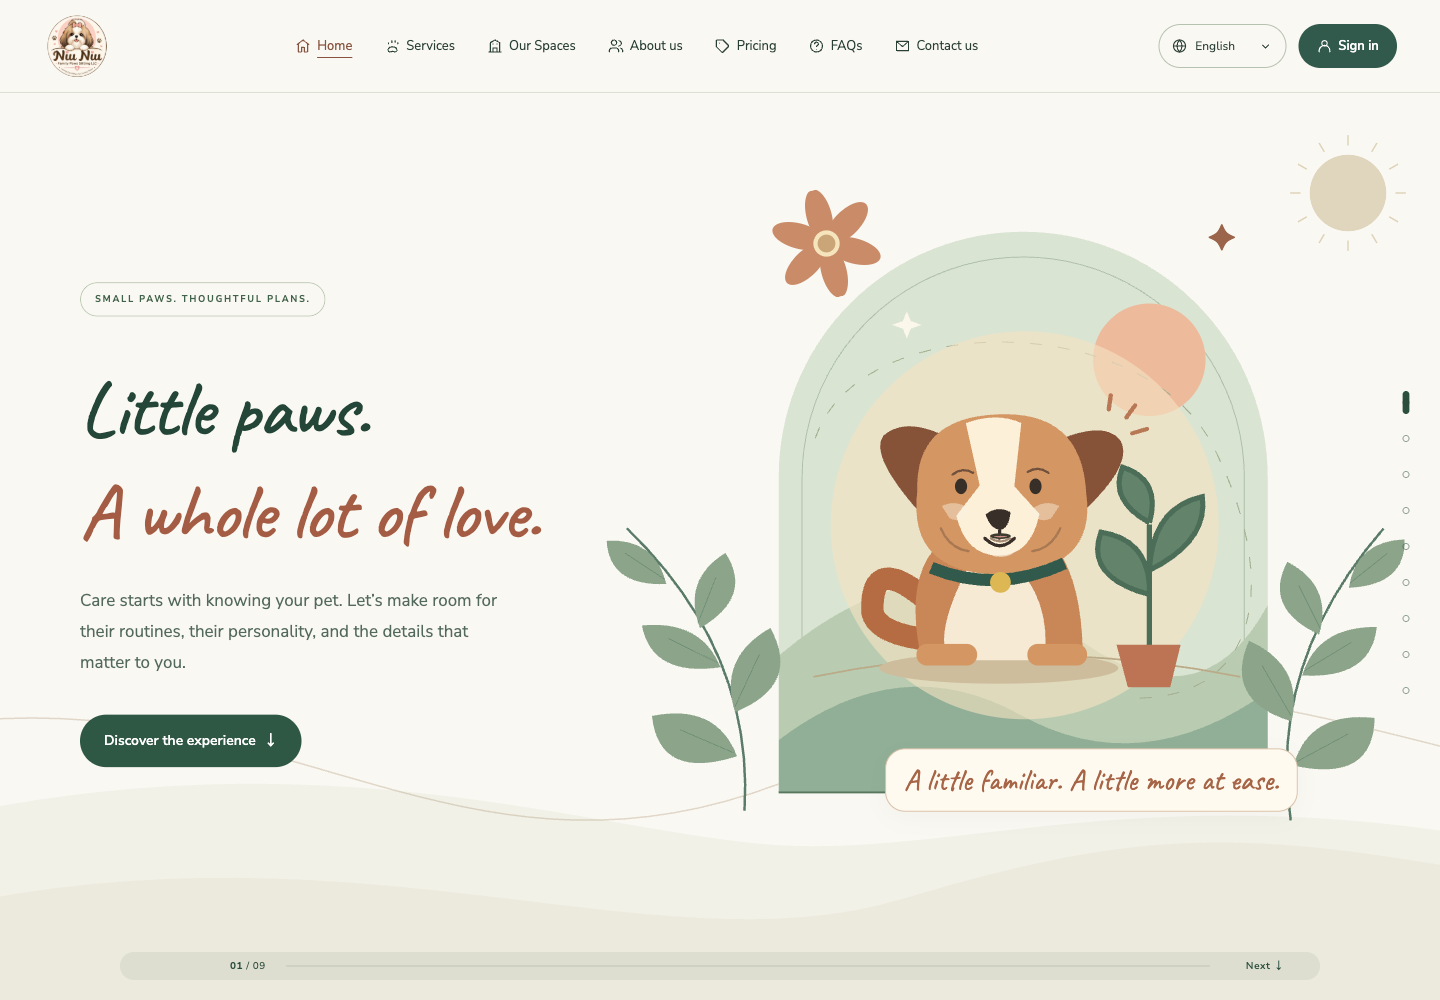 Niu Niu
Home
Services
Our Spaces
About us
Pricing
FAQs
Contact us
English
Sign in
SMALL PAWS. THOUGHTFUL PLANS.
Little paws.
A whole lot of love.
Care starts with knowing your pet. Let’s make room for
their routines, their personality, and the details that
matter to you.
Discover the experience ↓
A little familiar. A little more at ease.
01 / 09
Next ↓